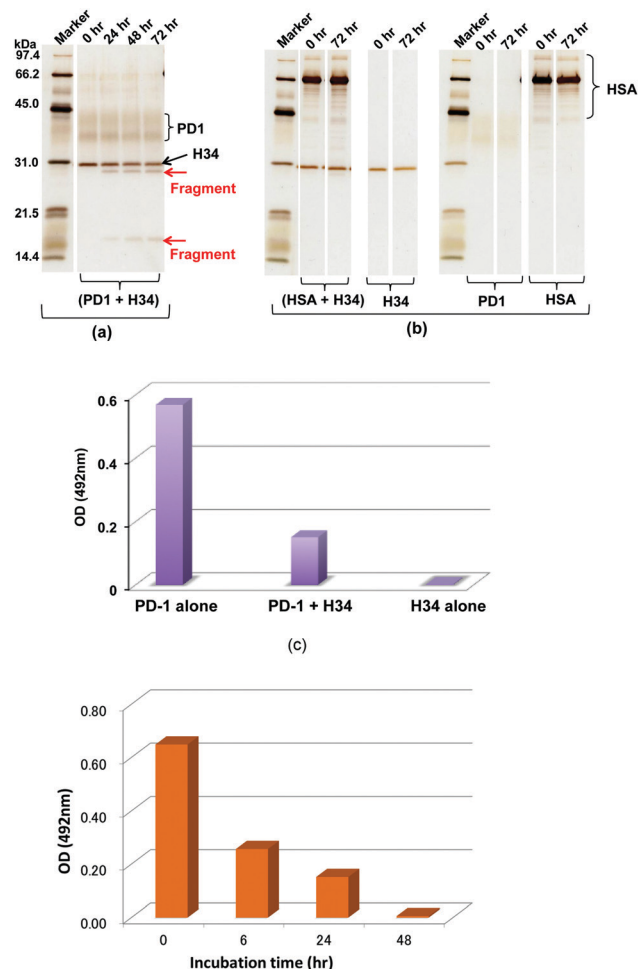 kDa Marker 0 hr 24 hr 48 hr 72 hr
97.4
66.2
45.0
31.0
21.5
14.4
PD1
H34
Fragment
Fragment
(PD1 + H34)
(a)
Marker 0 hr 72 hr 0 hr 72 hr Marker 0 hr 72 hr 0 hr 72 hr
HSA
(HSA + H34) H34 PD1 HSA
(b)
OD (492nm)
0.6
0.4
0.2
0
PD-1 alone PD-1 + H34 H34 alone
(c)
OD (492nm)
0.80
0.60
0.40
0.20
0.00
0 6 24 48
Incubation time (hr)